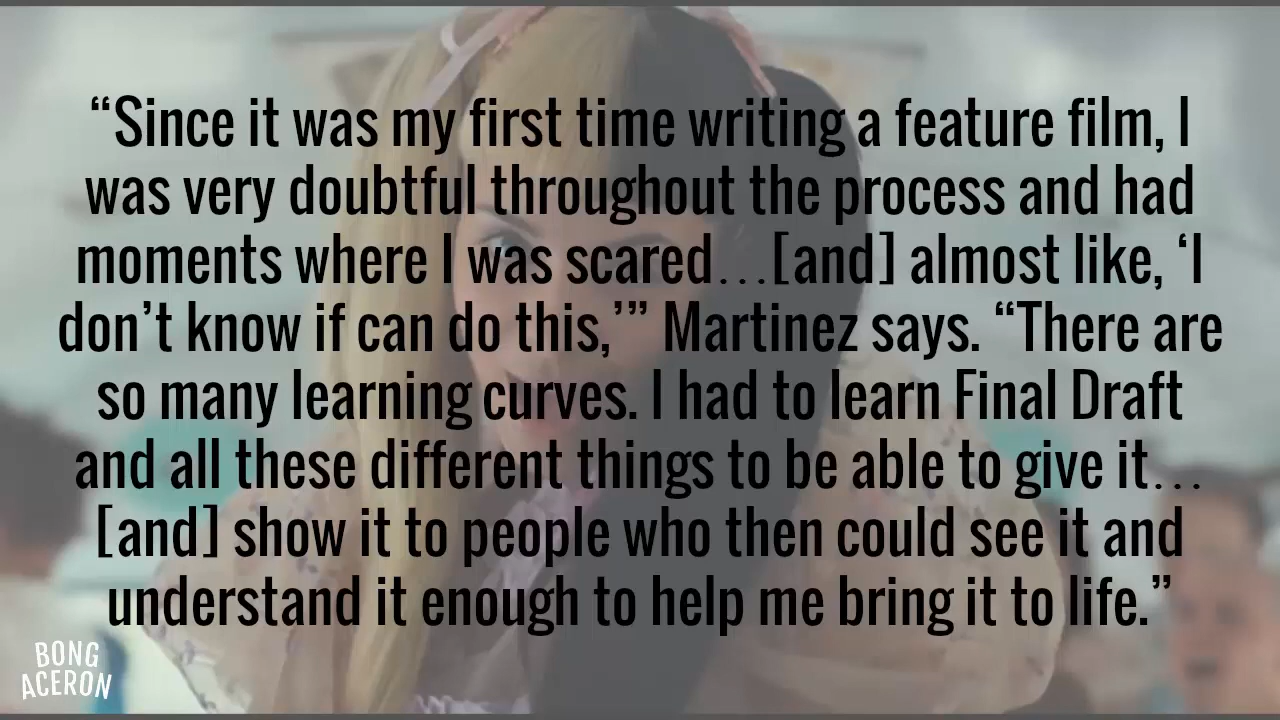 “Since it was my first time writing a feature film, I
was very doubtful throughout the process and had
moments where I was scared…[and] almost like, ‘I
don’t know if can do this,’” Martinez says. “There are
so many learning curves. I had to learn Final Draft
and all these different things to be able to give it…
[and] show it to people who then could see it and
understand it enough to help me bring it to life.”
BONG
ACERON